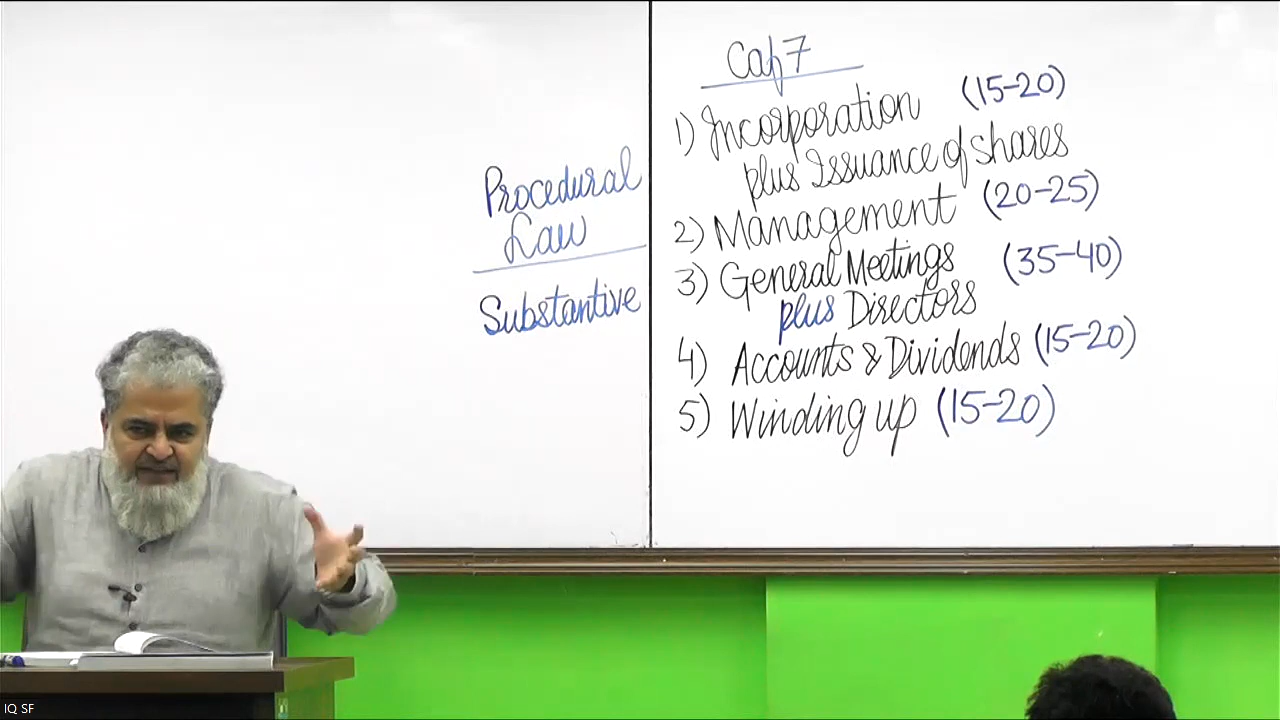 Caf 7
1) Incorporation (15-20)
plus Issuance of shares
2) Management (20-25)
3) General Meetings (35-40)
plus Directors
4) Accounts & Dividends (15-20)
5) Winding up (15-20)
Procedural
Law
Substantive
IQ SF